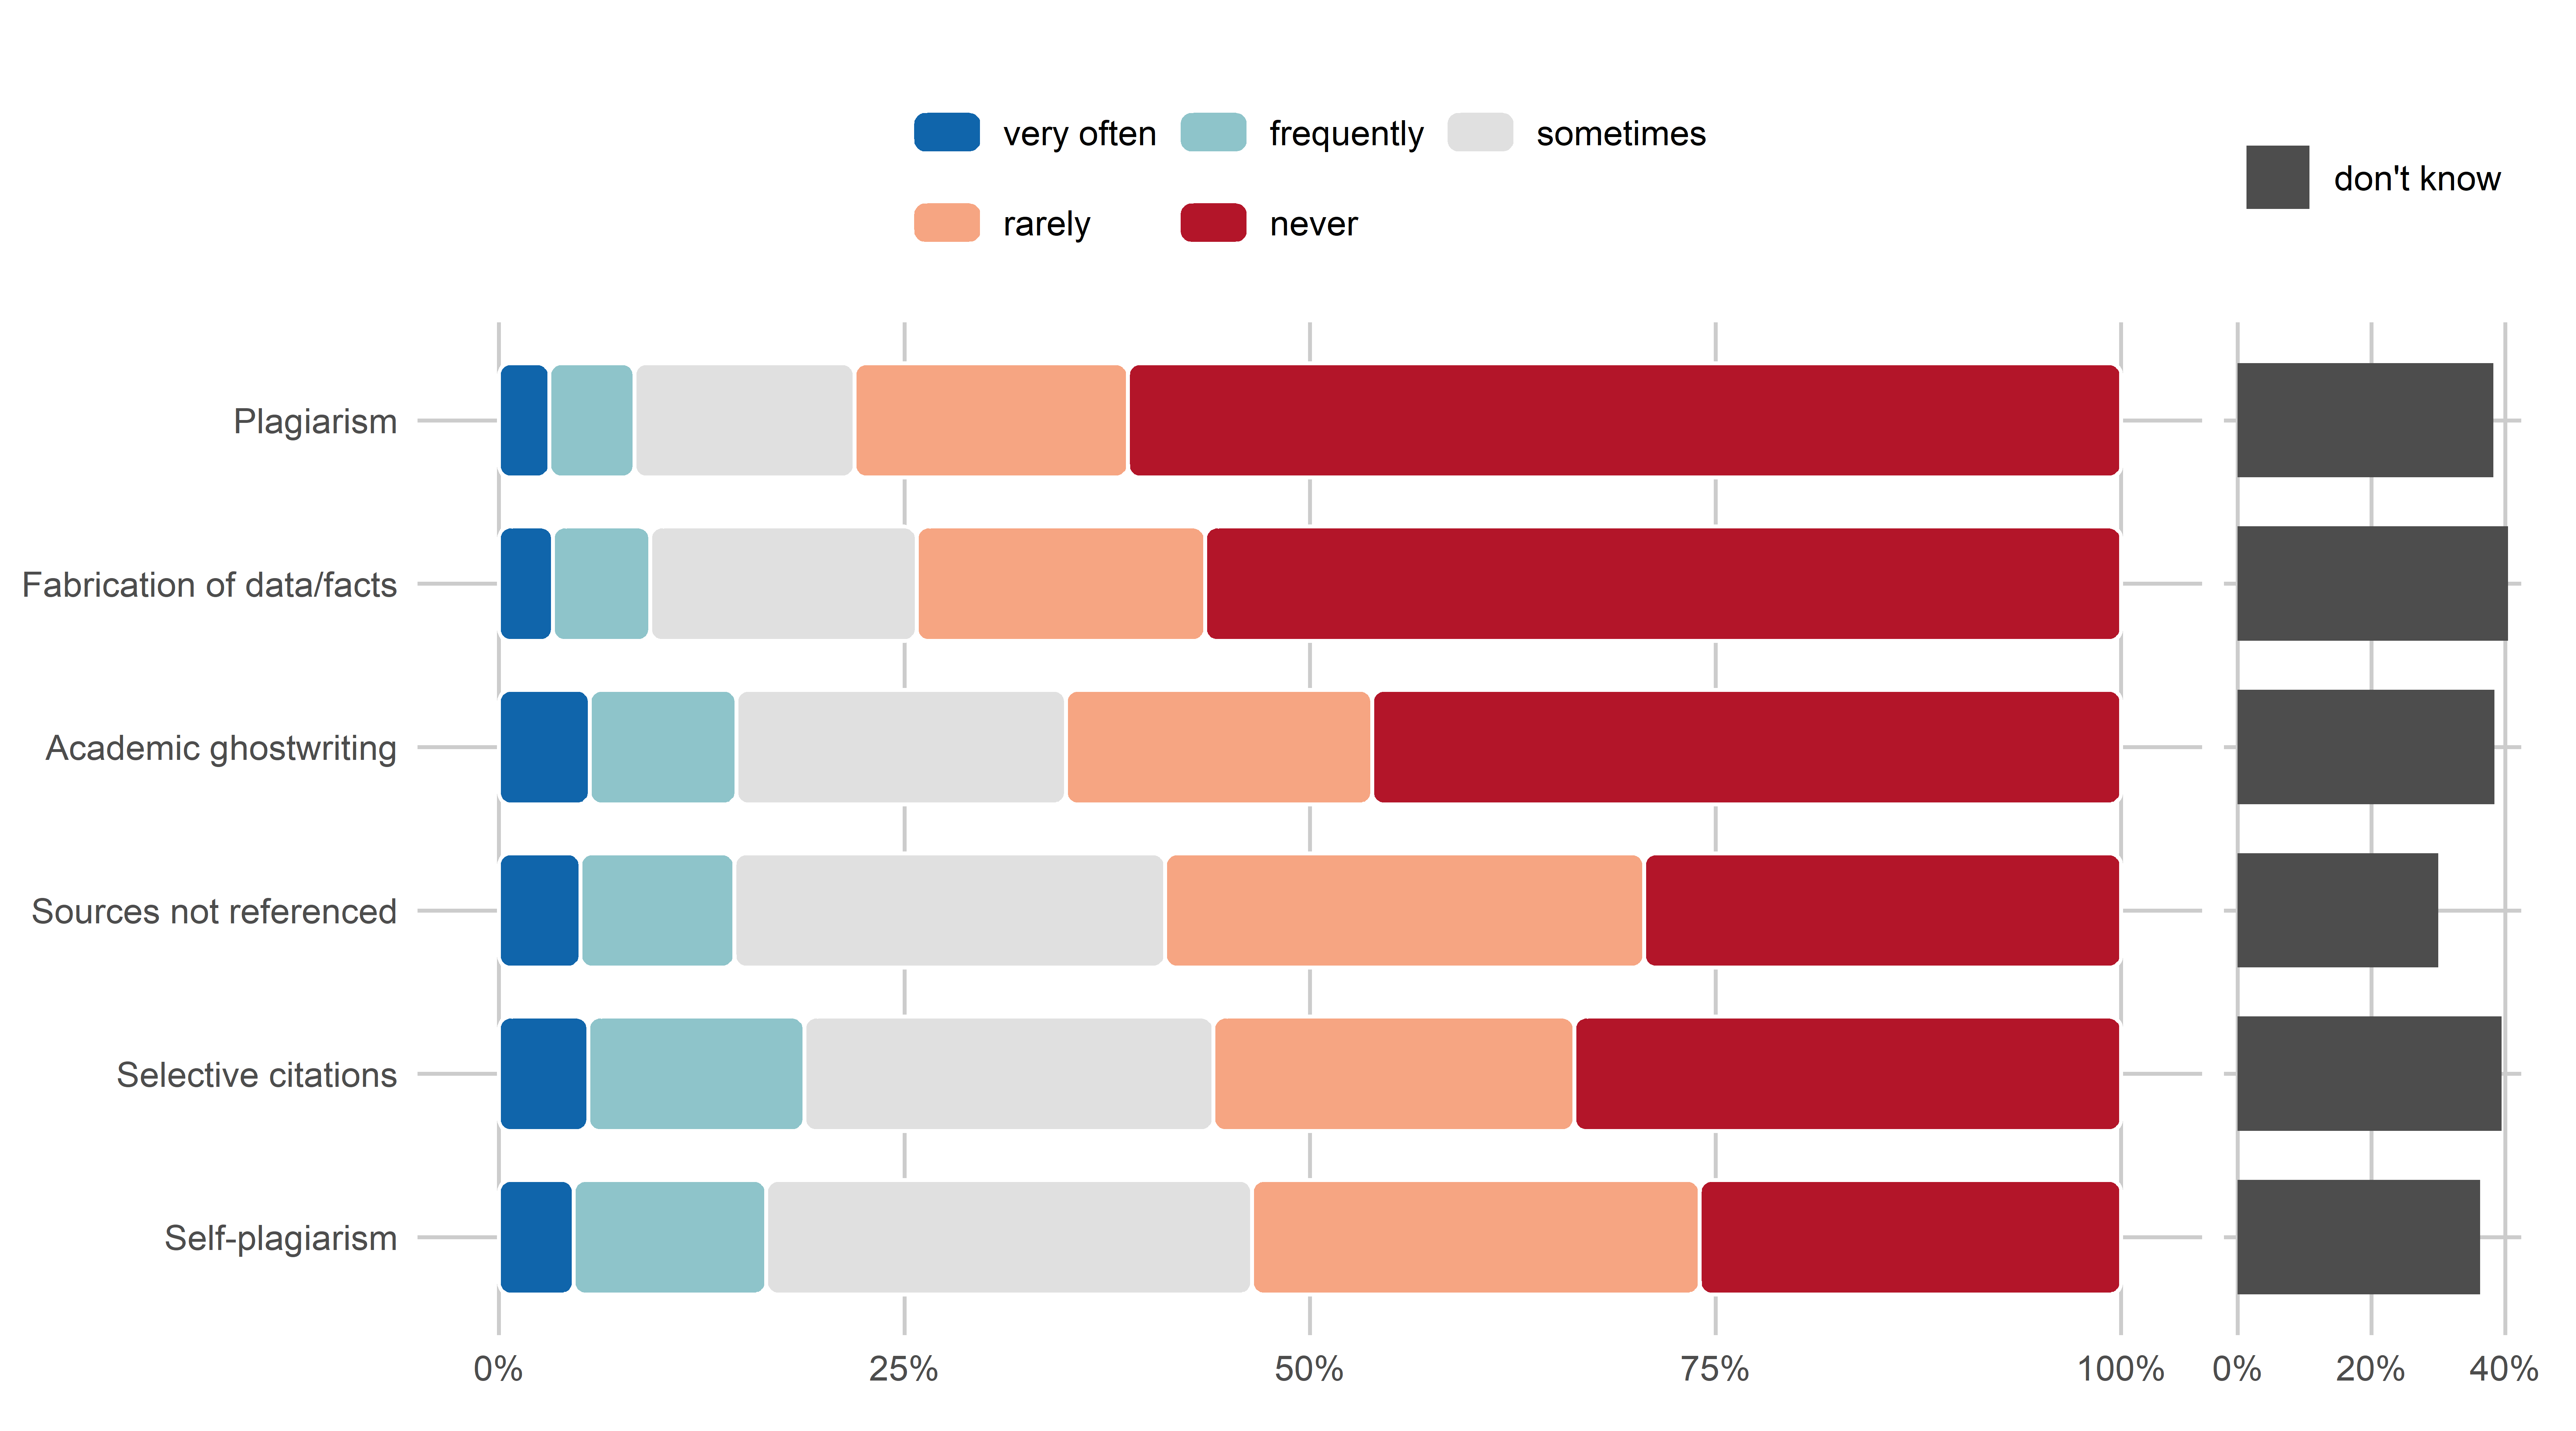 very often frequently sometimes
rarely never
don't know
Plagiarism
Fabrication of data/facts
Academic ghostwriting
Sources not referenced
Selective citations
Self-plagiarism
0% 25% 50% 75% 100% 0% 20% 40%